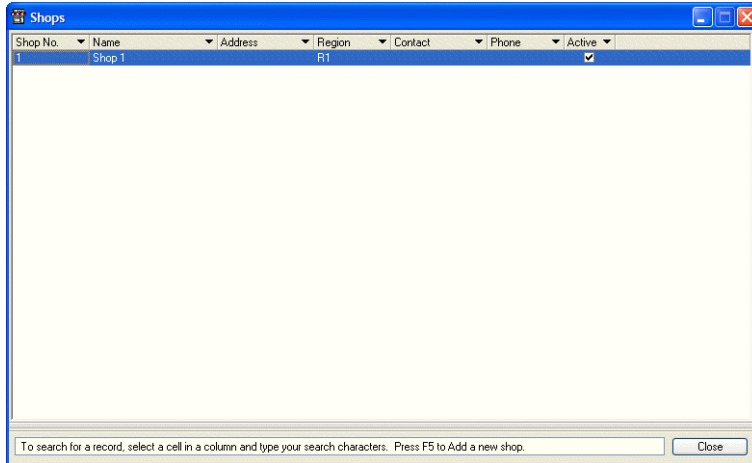 Shops
Shop No. Name Address Region Contact Phone Active
1 Shop 1 R1
To search for a record, select a cell in a column and type your search characters. Press F5 to Add a new shop. Close